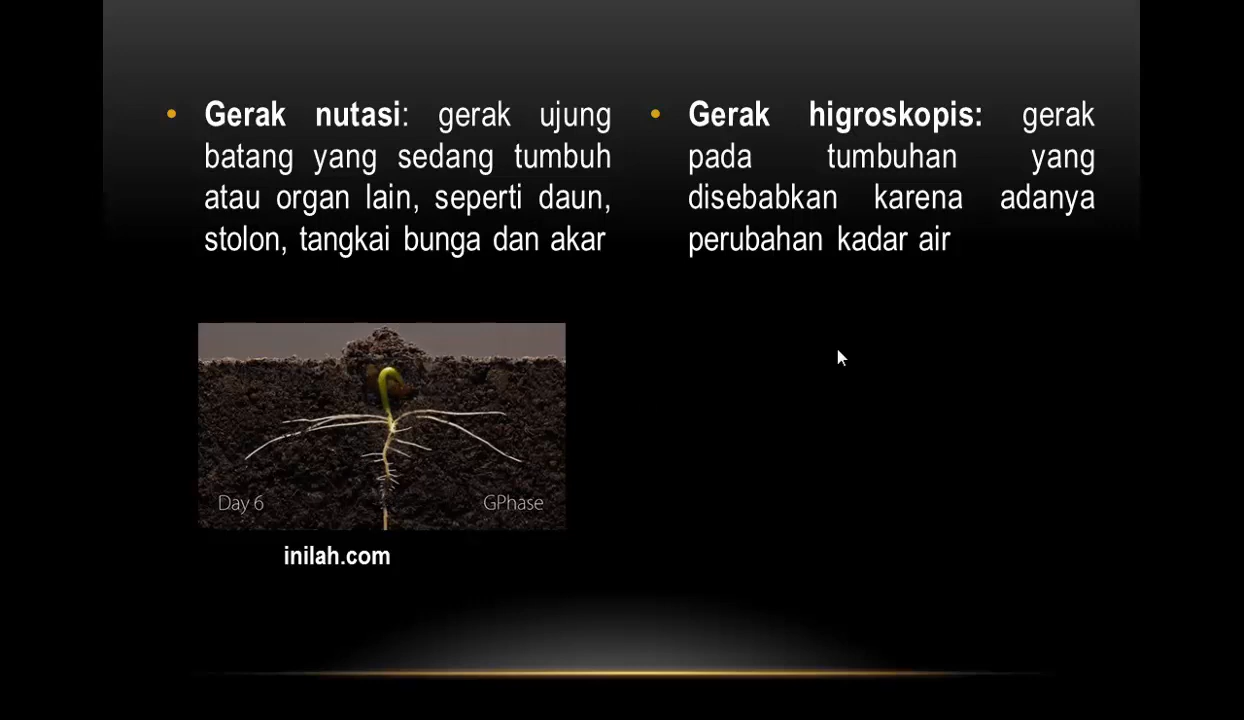 • Gerak nutasi: gerak ujung
batang yang sedang tumbuh
atau organ lain, seperti daun,
stolon, tangkai bunga dan akar
• Gerak higroskopis: gerak
pada tumbuhan yang
disebabkan karena adanya
perubahan kadar air
Day 6
GPhase
inilah.com